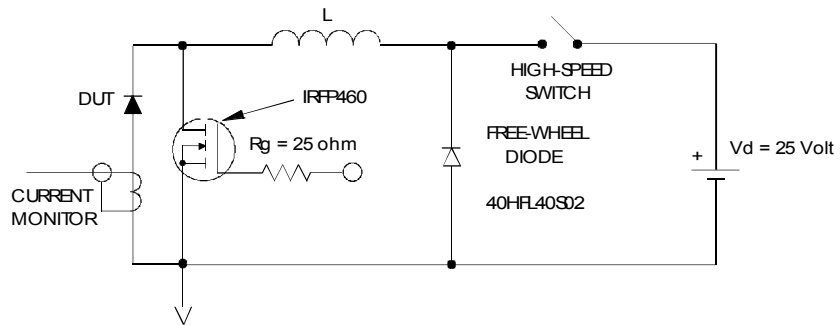 L
HIGH-SPEED
SWITCH
DUT
IRFP460
Rg = 25 ohm
FREE-WHEEL
DIODE
+
Vd = 25 Volt
CURRENT
MONITOR
40HFL40S02